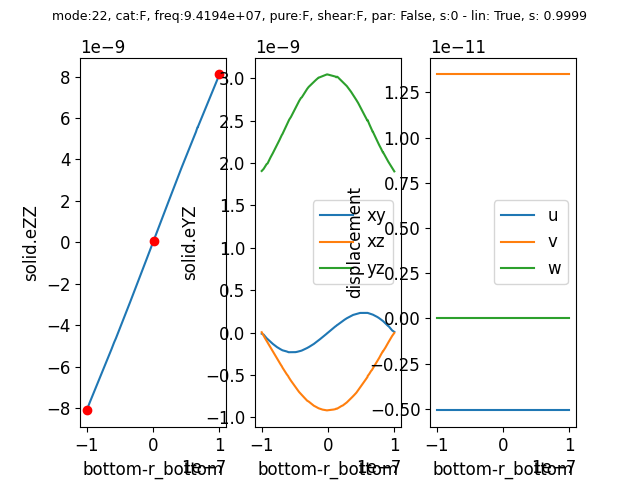 mode:22, cat:F, freq:9.4194e+07, pure:F, shear:F, par: False, s:0 - lin: True, s: 0.9999
1e−9
1e−9
1e−11
8
6
4
2
0
−2
−4
−6
−8
solid.eZZ
−1
0
1
1e−7
bottom-r_bottom
3.0
2.5
2.0
1.5
1.0
0.5
0.0
−0.5
−1.0
solid.eYZ
xy
xz
yz
−1
0
1
1e−7
bottom-r_bottom
1.25
1.00
0.75
0.50
0.25
0.00
−0.25
−0.50
displacement
u
v
w
−1
0
1
1e−7
bottom-r_bottom